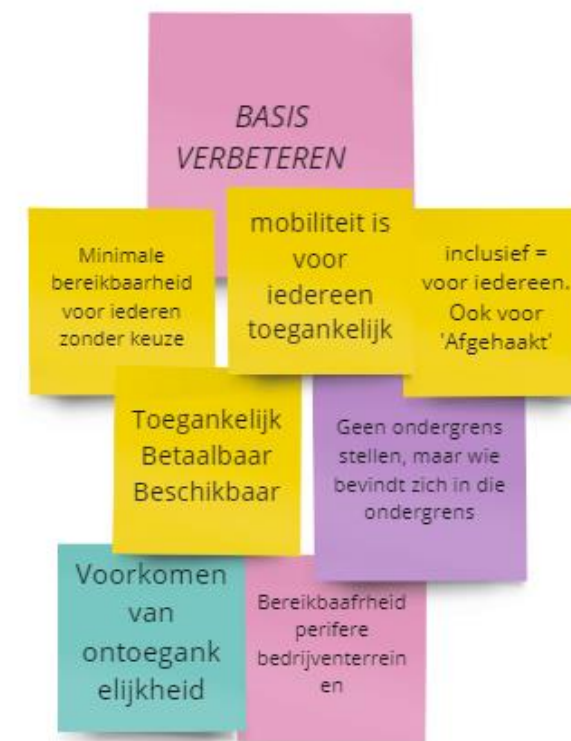 BASIS
VERBETEREN
Minimale
bereikbaarheid
voor iederen
zonder keuze
mobiliteit is
voor
iedereen
toegankelijk
inclusief =
voor iedereen.
Ook voor
'Afgehaakt'
Toegankelijk
Betaalbaar
Beschikbaar
Geen ondergrens
stellen, maar wie
bevindt zich in die
ondergrens
Voorkomen
van
ontoegank
elijkheid
Bereikbaafrheid
perifere
bedrijventerrein
en